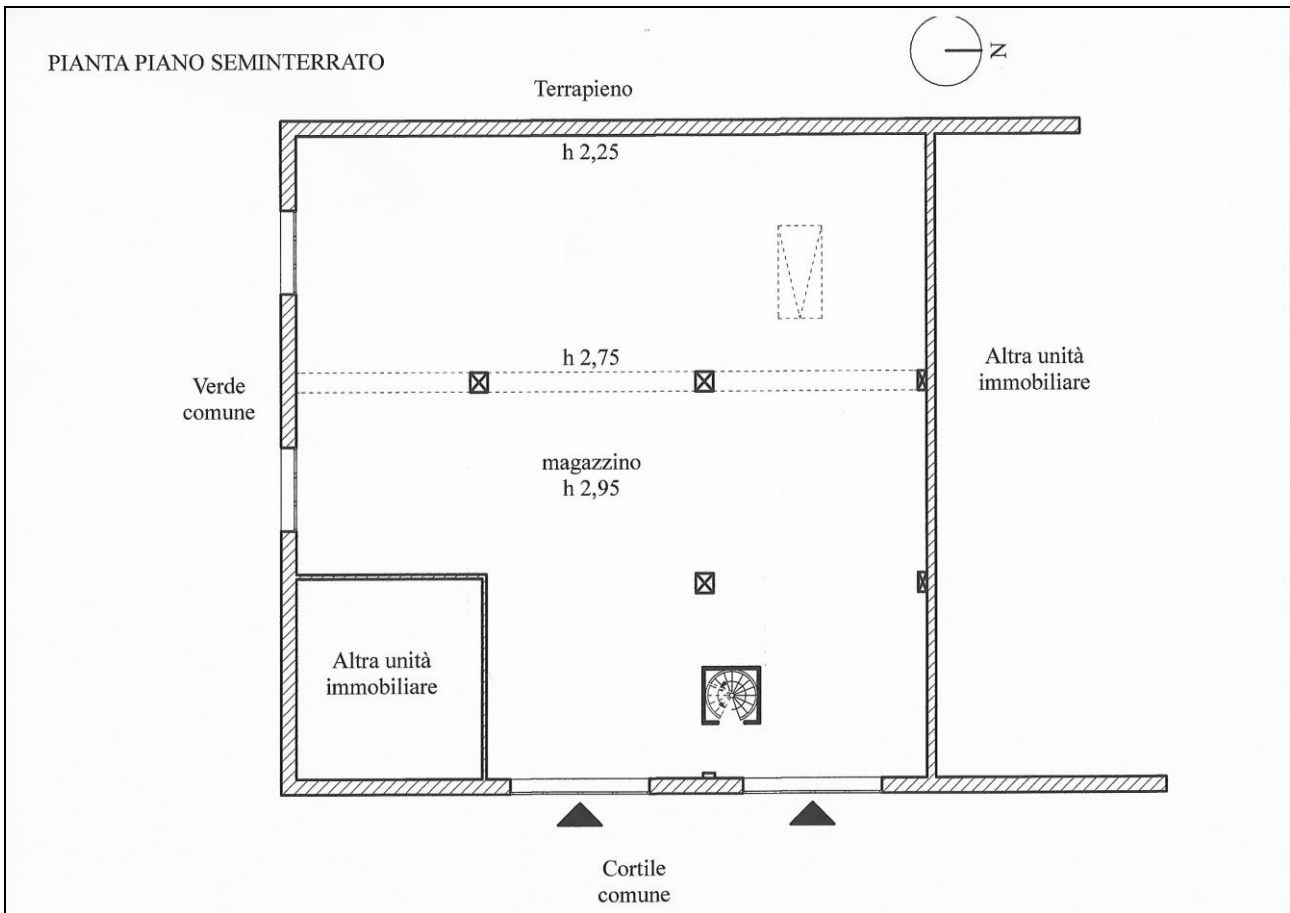 PIANTA PIANO SEMINTERRATO
N
Terrapieno
h 2,25
h 2,75
Altra unità
immobiliare
Verde
comune
magazzino
h 2,95
Altra unità
immobiliare
Cortile
comune